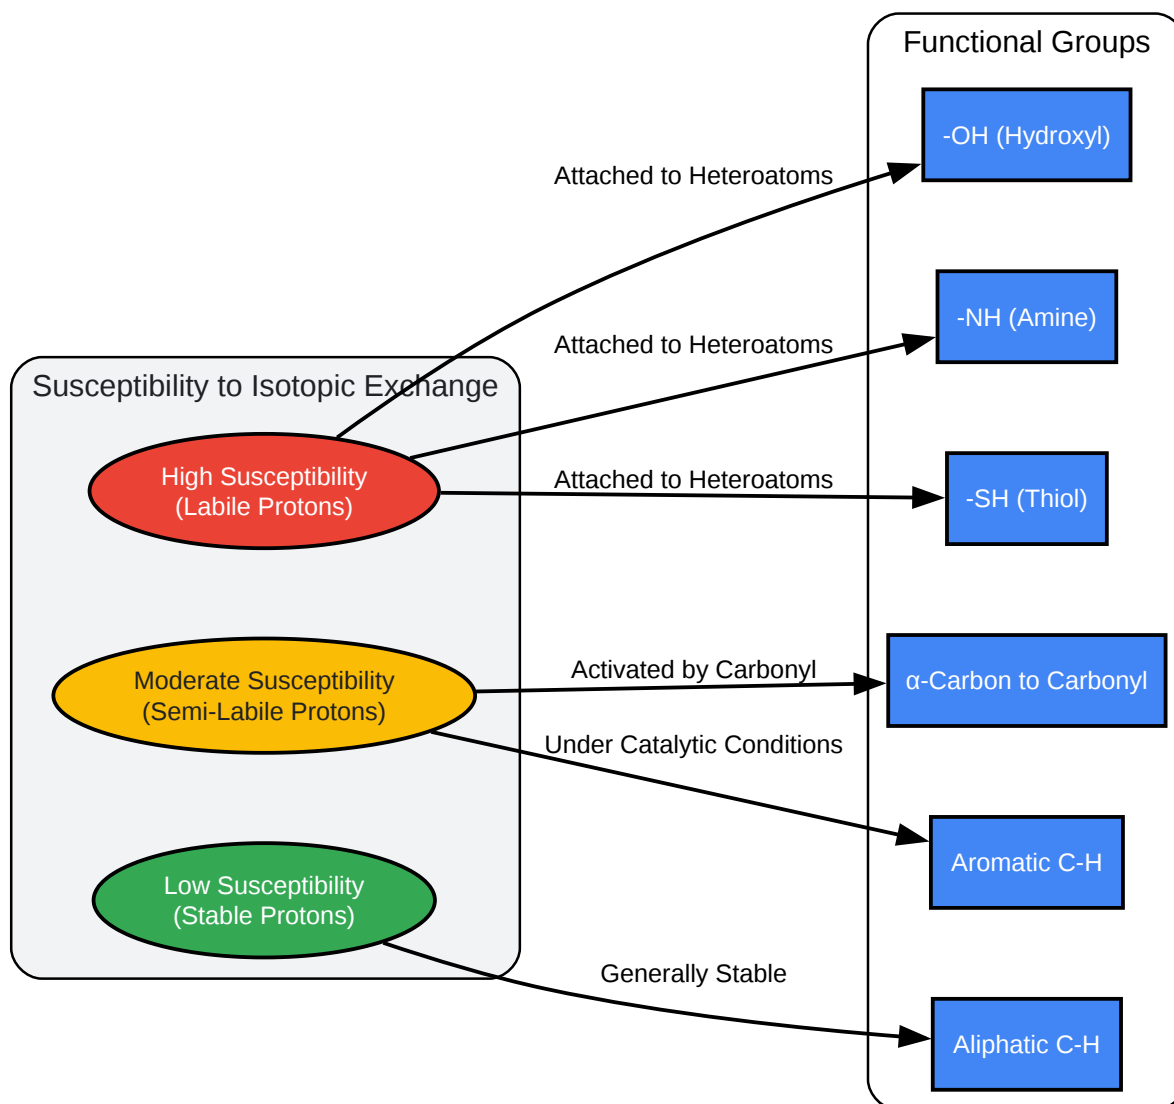 Functional Groups
-OH (Hydroxyl)
Attached to Heteroatoms
-NH (Amine)
Attached to Heteroatoms
Susceptibility to Isotopic Exchange
High Susceptibility
(Labile Protons)
Attached to Heteroatoms
-SH (Thiol)
Moderate Susceptibility
(Semi-Labile Protons)
Activated by Carbonyl
α-Carbon to Carbonyl
Under Catalytic Conditions
Aromatic C-H
Low Susceptibility
(Stable Protons)
Generally Stable
Aliphatic C-H